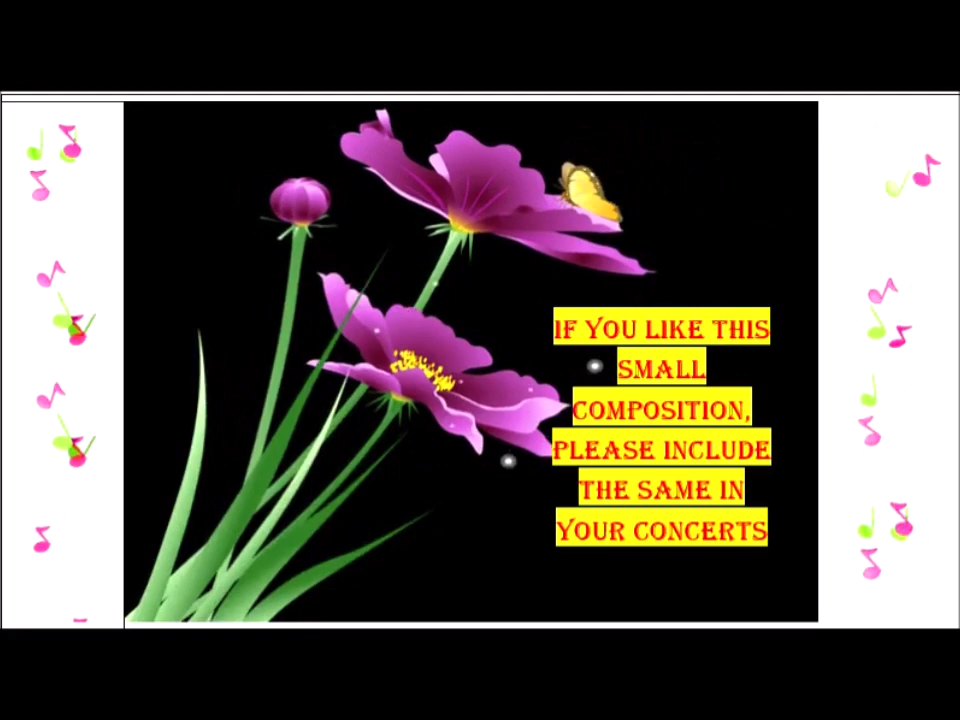 IF YOU LIKE THIS
SMALL
COMPOSITION,
PLEASE INCLUDE
THE SAME IN
YOUR CONCERTS